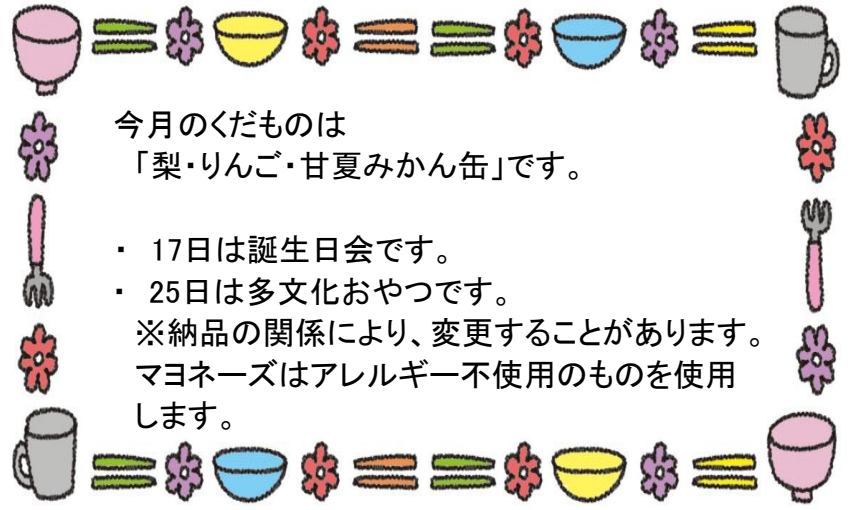 今月のくだものは
「梨・りんご・甘夏みかん缶」です。
・ 17日は誕生日会です。
・ 25日は多文化おやつです。
※納品の関係により、変更することがあります。
マヨネーズはアレルギー不使用のものを使用
します。